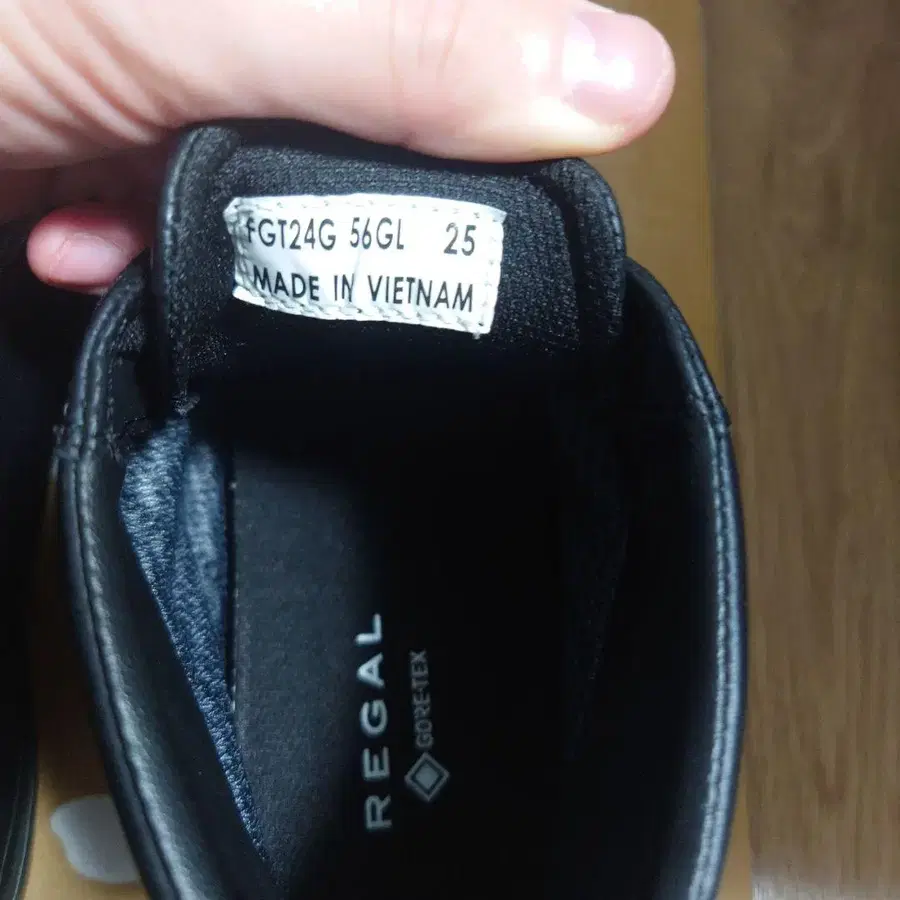 FGT24G 56GL 25
MADE IN VIETNAM
REGAL
GORE-TEX